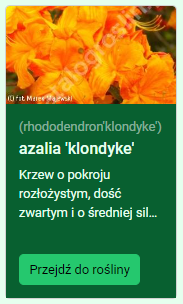 (C) fot. Marek Majewski
(rhododendron'klondyke')
azalia 'klondyke'
Krzew o pokroju
rozłożystym, dość
zwartym i o średniej sil...
Przejdź do rośliny